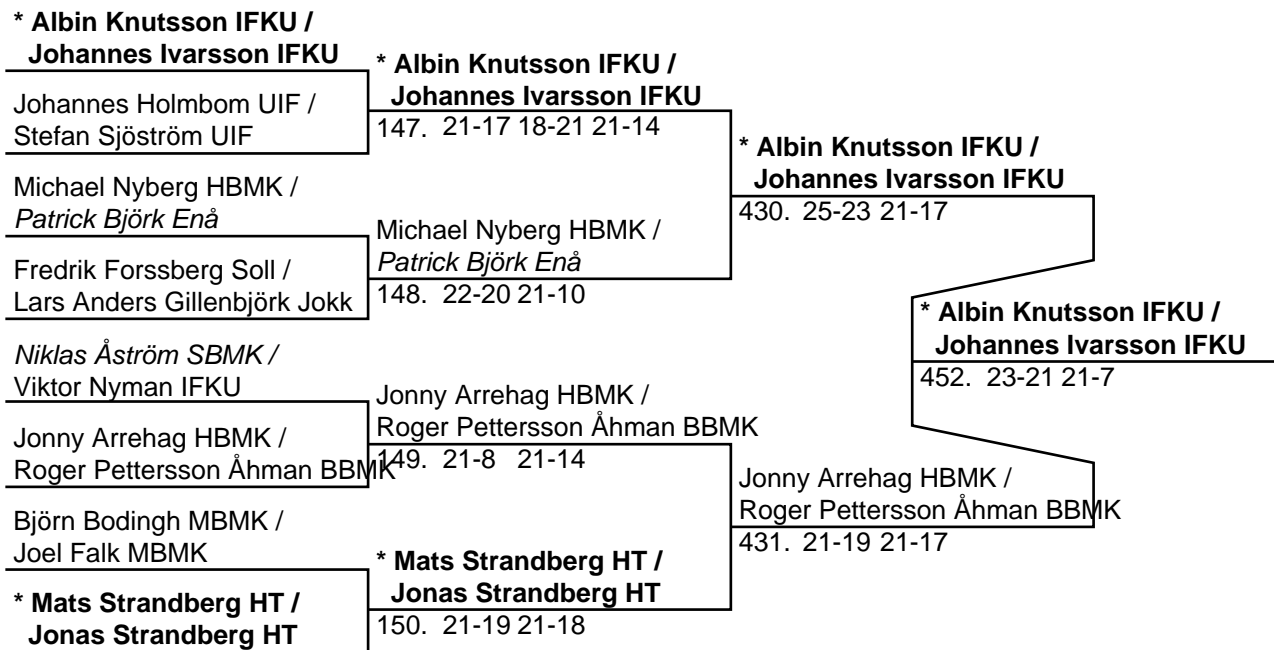 * Albin Knutsson IFKU /
Johannes Ivarsson IFKU
Johannes Holmbom UIF /
Stefan Sjöström UIF
Michael Nyberg HBMK /
Patrick Björk Enå
Fredrik Forssberg Soll /
Lars Anders Gillenbjörk Jokk
Niklas Åström SBMK /
Viktor Nyman IFKU
Jonny Arrehag HBMK /
Roger Pettersson Åhman BBMK
Björn Bodingh MBMK /
Joel Falk MBMK
* Mats Strandberg HT /
Jonas Strandberg HT
* Albin Knutsson IFKU /
Johannes Ivarsson IFKU
147. 21-17 18-21 21-14
Michael Nyberg HBMK /
Patrick Björk Enå
148. 22-20 21-10
Jonny Arrehag HBMK /
Roger Pettersson Åhman BBMK
149. 21-8 21-14
* Mats Strandberg HT /
Jonas Strandberg HT
150. 21-19 21-18
* Albin Knutsson IFKU /
Johannes Ivarsson IFKU
430. 25-23 21-17
Jonny Arrehag HBMK /
Roger Pettersson Åhman BBMK
431. 21-19 21-17
* Albin Knutsson IFKU /
Johannes Ivarsson IFKU
452. 23-21 21-7